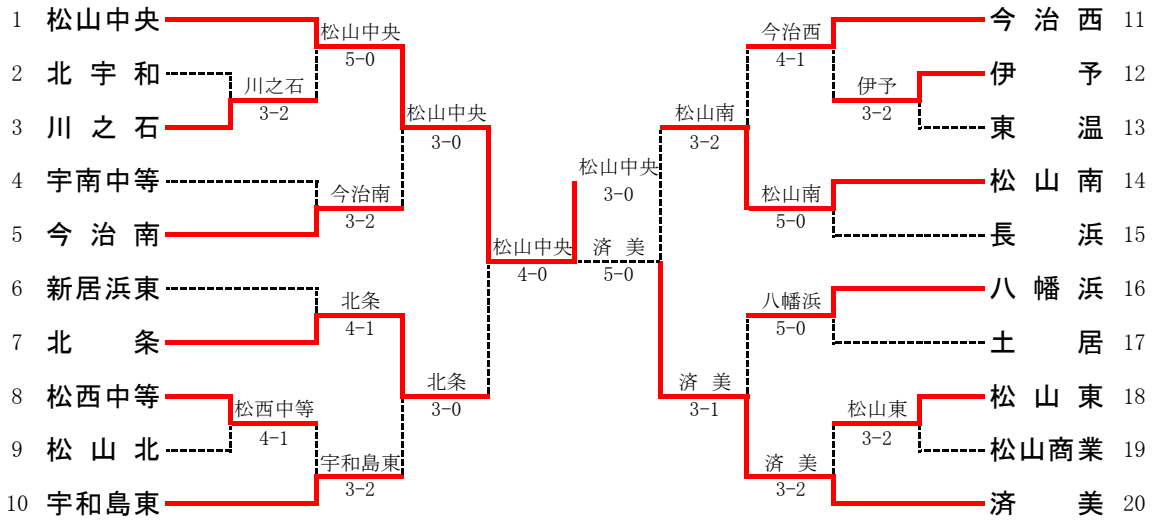 1 松山中央
2 北宇和
3 川之石
4 宇南中等
5 今治南
6 新居浜東
7 北条
8 松西中等
9 松山北
10 宇和島東
川之石
3-2
松西中等
4-1
松山中央
5-0
今治南
3-2
北条
4-1
宇和島東
3-2
松山中央
3-0
北条
3-0
松山中央
4-0
松山中央
3-0
済美
5-0
松山南
3-2
済美
3-1
今治西
4-1
松山南
5-0
八幡浜
5-0
済美
3-2
伊予
3-2
松山東
3-2
今治西 11
伊予 12
東温 13
松山南 14
長浜 15
八幡浜 16
土居 17
松山東 18
松山商業 19
済美 20